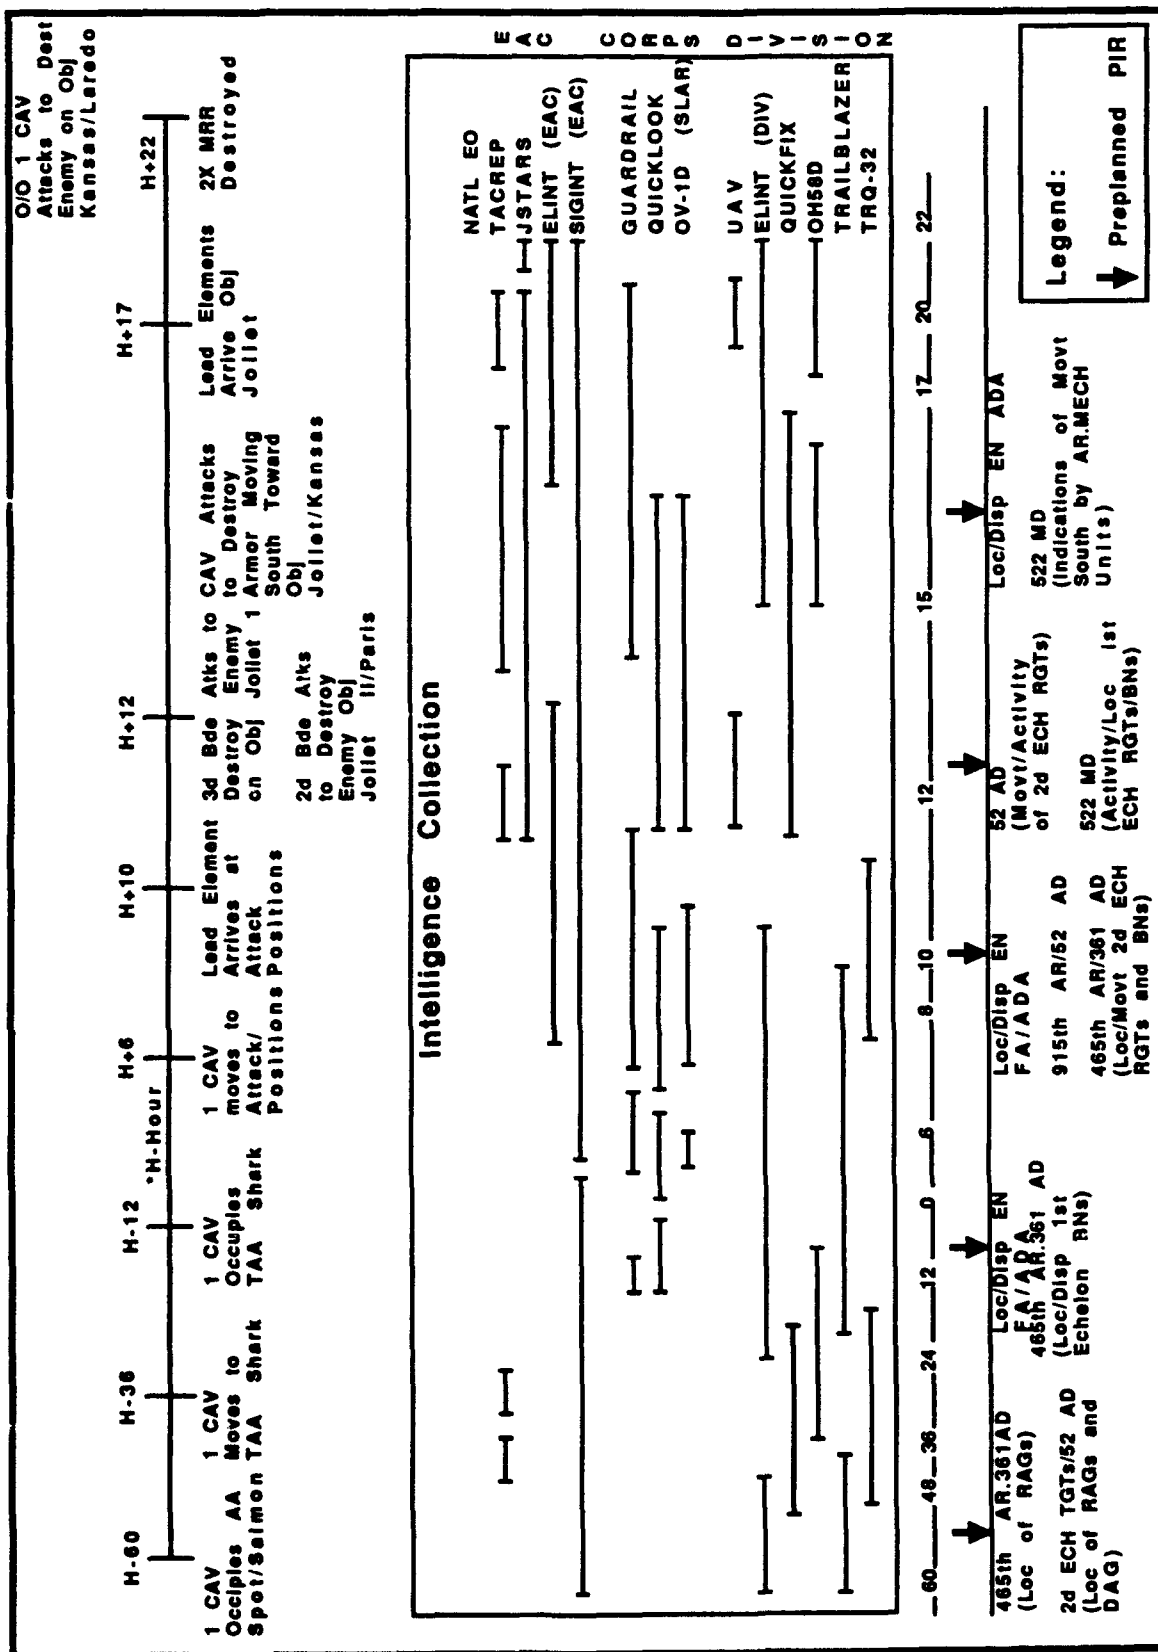 H-60
H-36
H-12
*H-Hour
H+6
H+10
H+12
H+17
H+22
1 CAV
Occiples AA
Spot/Salmon
1 CAV
Moves to
TAA Shark
1 CAV
Occupies
TAA Shark
1 CAV
moves to
Attack/
Positions
Lead Element
Arrives at
Attack
Positions
3d Bde Atks to
Destroy Enemy
on Obj Joliet 1
2d Bde Atks
to Destroy
Enemy Obj
Joliet II/Paris
CAV Attacks
to Destroy
Armor Moving
South Toward
Obj
Joliet/Kansas
Lead Elements
Arrive Obj
Joliet
2X MRR
Destroyed
O/O 1 CAV
Attacks to Dest
Enemy on Obj
Kansas/Laredo
Intelligence Collection
NATL EO
TACREP
JSTARS
ELINT (EAC)
SIGINT (EAC)
GUARDRAIL
QUICKLOOK
OV-1D (SLAR)
UAV
ELINT (DIV)
QUICKFIX
OH58D
TRAILBLAZER
TRQ-32
EAC
CORPS
DIVISION
60 48 36 24 12 0 6 8 10 12 15 17 20 22
465th AR.361AD
(Loc of RAGs)
2d ECH TGTs/52 AD
(Loc of RAGs and
DAG)
Loc/Disp EN
FA/ADA
465th AR.361 AD
(Loc/Disp 1st
Echelon BNs)
Loc/Disp EN
FA/ADA
915th AR/52 AD
465th AR/361 AD
(Loc/Movt 2d ECH
RGTs and BNs)
52 AD
(Movt/Activity
of 2d ECH RGTs)
522 MD
(Activity/Loc 1st
ECH RGTs/BNs)
Loc/Disp EN ADA
522 MD
(Indications of Movt
South by AR.MECH
Units)
Legend:
Preplanned PIR